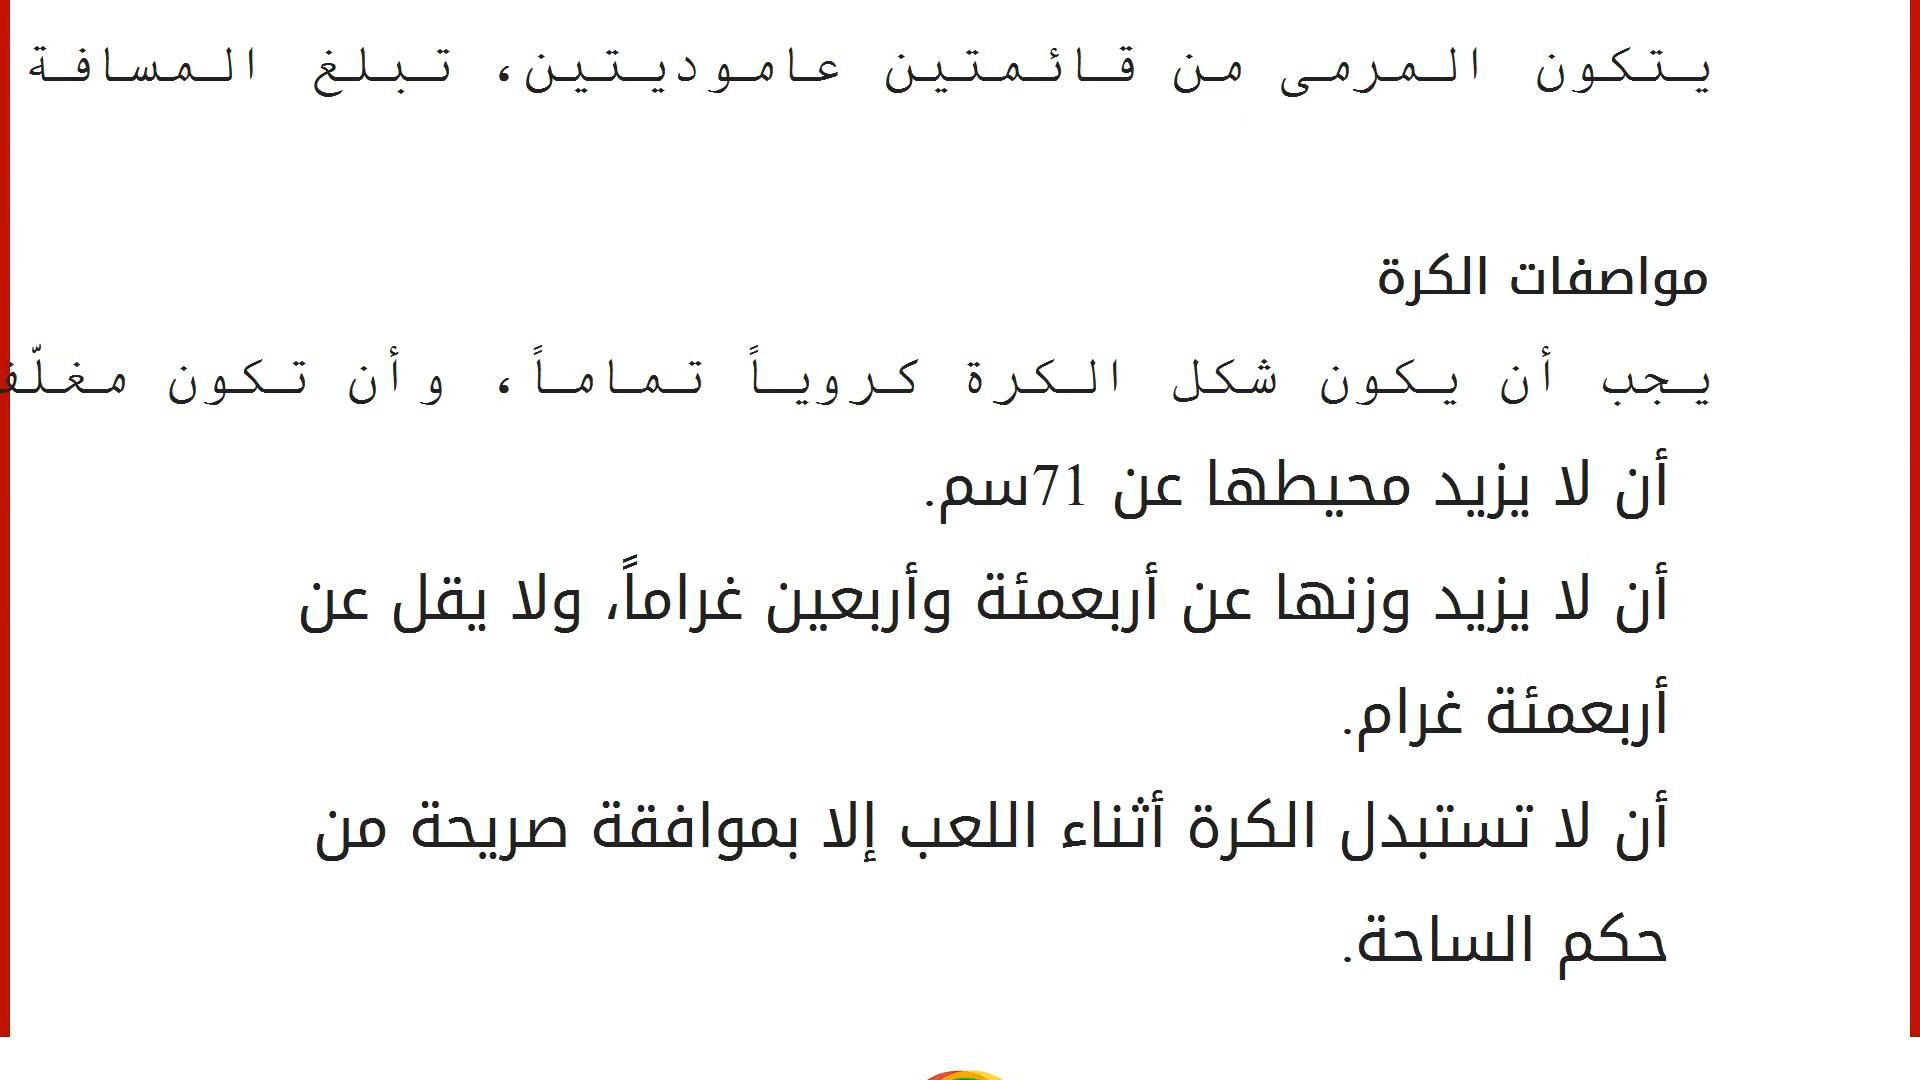 يتكون المرمى من قائمتين عاموديتين، تبلغ المسافة
مواصفات الكرة
يجب أن يكون شكل الكرة كروياً تماماً، وأن تكون
أن لا يزيد محيطها عن 71سم.
أن لا يزيد وزنها عن أربعمئة وأربعين غراماً، ولا يقل عن
أربعمئة غرام.
أن لا تستبدل الكرة أثناء اللعب إلا بموافقة صريحة من
حكم الساحة.